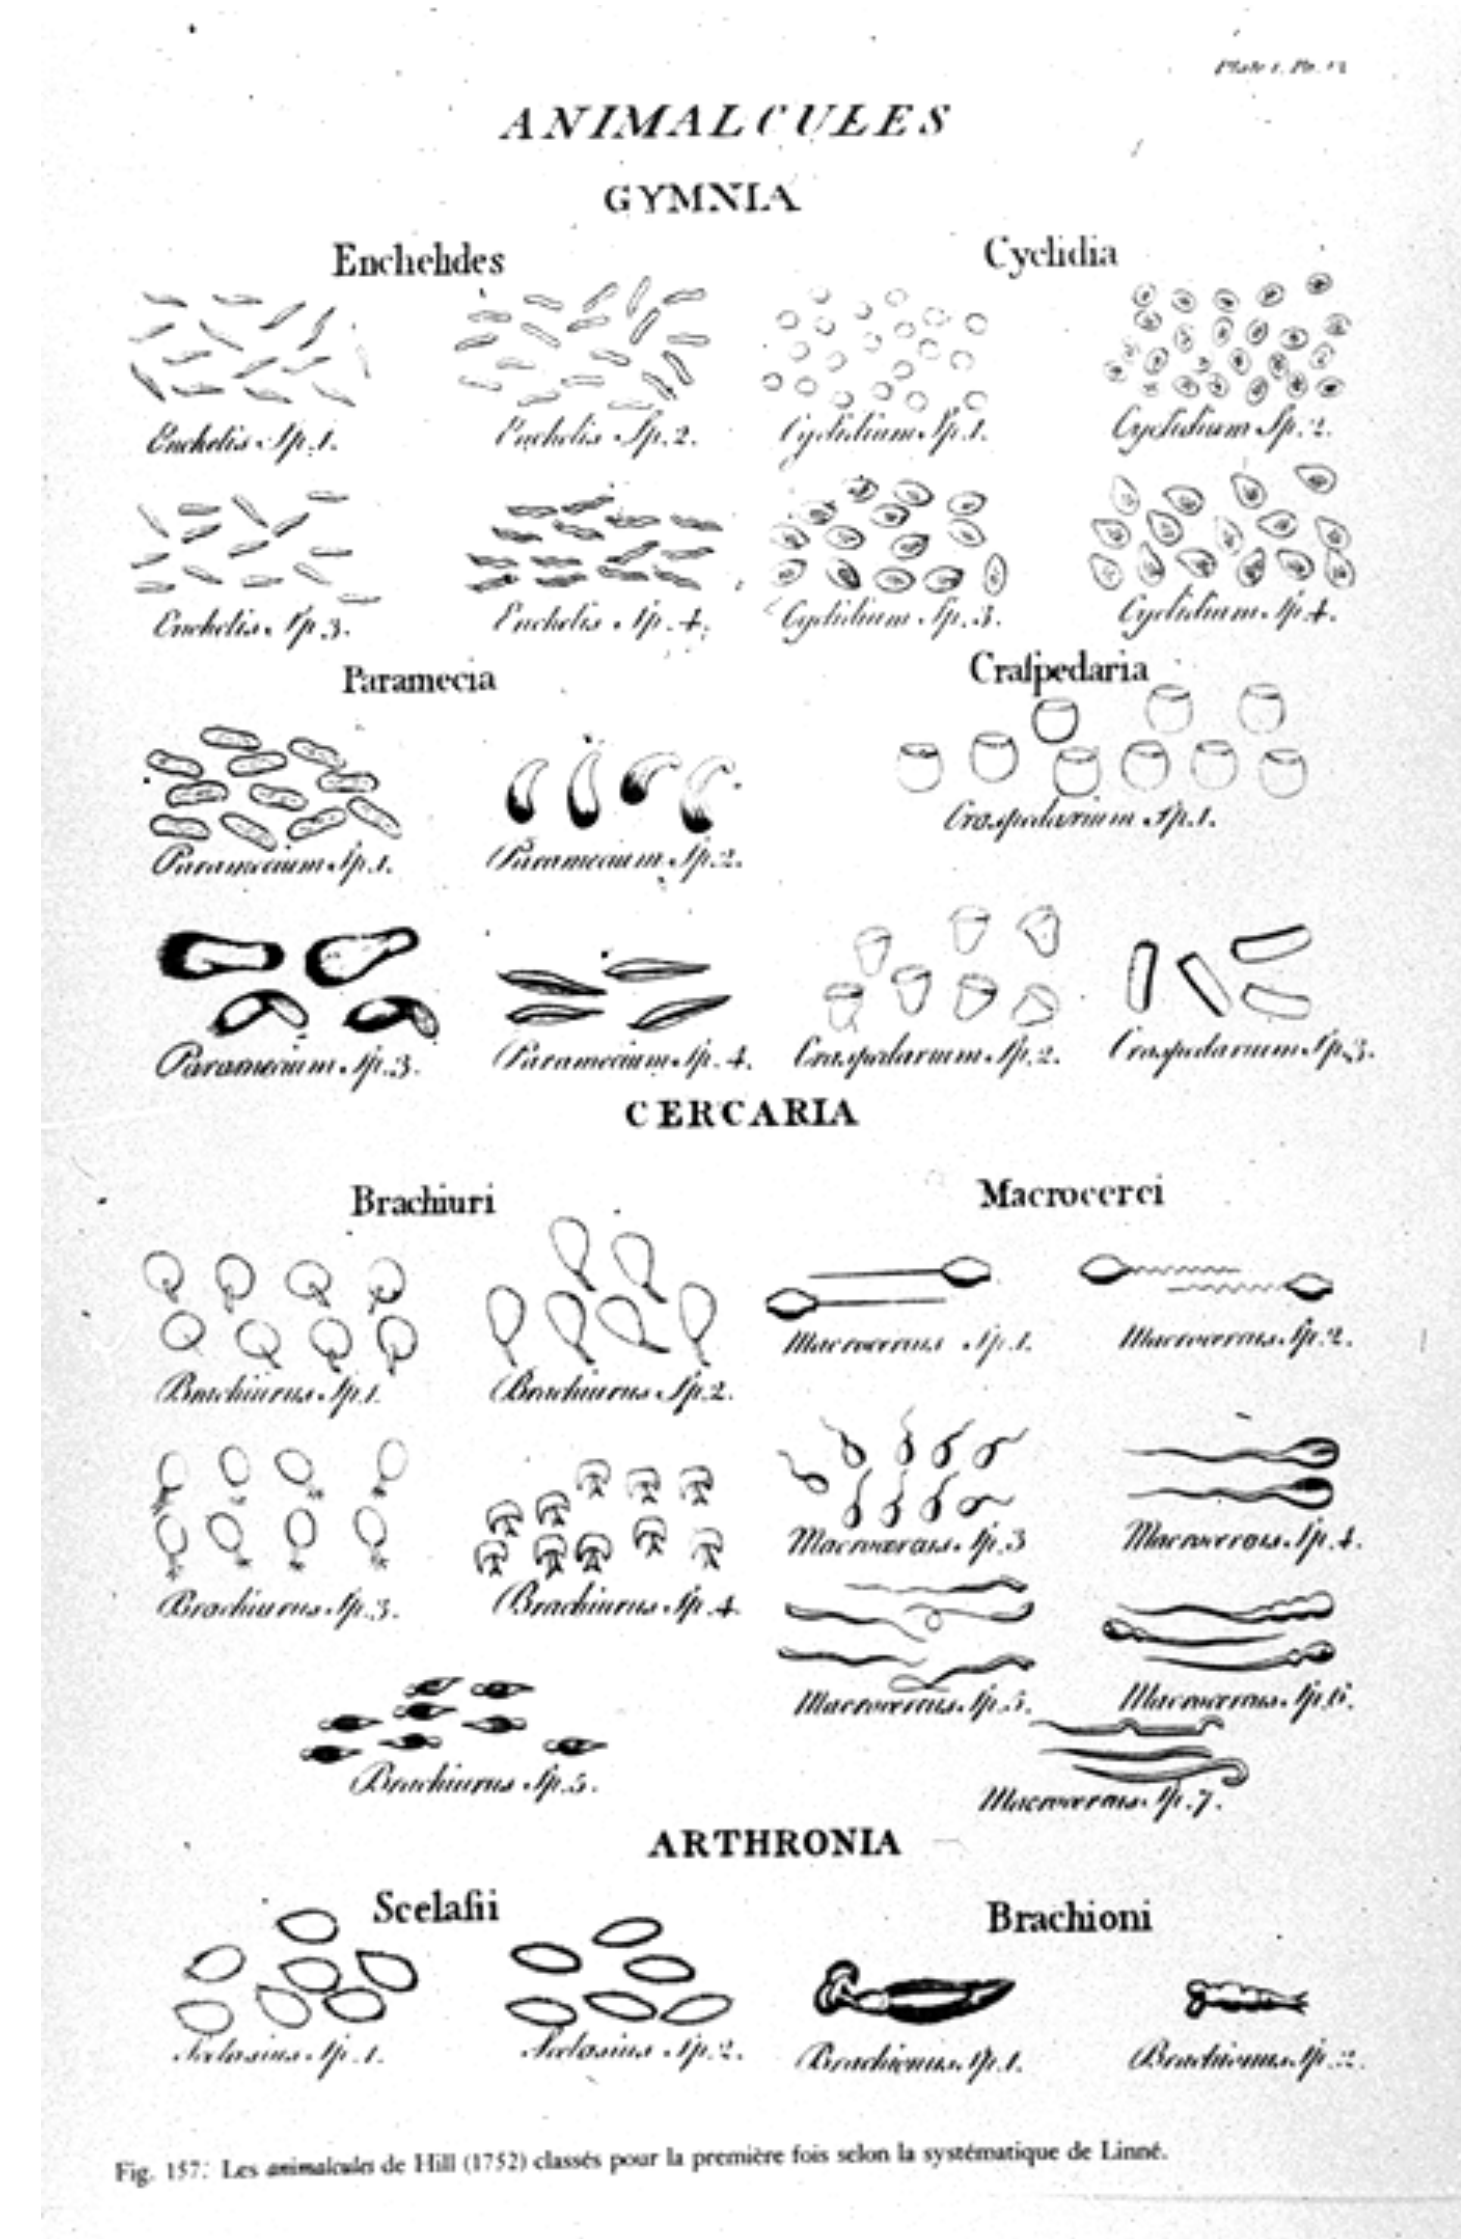 Plate 1. Pa. 12
ANIMALCULES
GYMNIA
Enchelides
Cyclidia
Enchelis. Sp. 1.
Enchelis. Sp. 2.
Cyclidium. Sp. 1.
Cyclidium Sp. 2.
Enchelis. Sp. 3.
Enchelis. Sp. 4.
Cyclidium. Sp. 3.
Cyclidium. Sp. 4.
Paramecia
Craſpedaria
Paramecium. Sp. 1.
Paramecium. Sp. 2.
Craspedarium Sp. 1.
Paramecium. Sp. 3.
Paramecium. Sp. 4.
Craspedarium. Sp. 2.
Craspedarium. Sp. 3.
CERCARIA
Brachiuri
Macrocerci
Brachiurus. Sp. 1.
Brachiurus. Sp. 2.
Macrocercus Sp. 1.
Macrocercus. Sp. 2.
Macrocercus. Sp. 3
Macrocercus. Sp. 4.
Brachiurus. Sp. 3.
Brachiurus. Sp. 4.
Macrocercus. Sp. 5.
Macrocercus. Sp. 6.
Brachiurus Sp. 5.
Macrocercus. Sp. 7.
ARTHRONIA
Scelaſii
Brachioni
Scelasius. Sp. 1.
Scelasius Sp. 2.
Brachionus. Sp. 1.
Brachionus. Sp. 2.
Fig. 157: Les animalcules de Hill (1752) classés pour la première fois selon la systématique de Linné.